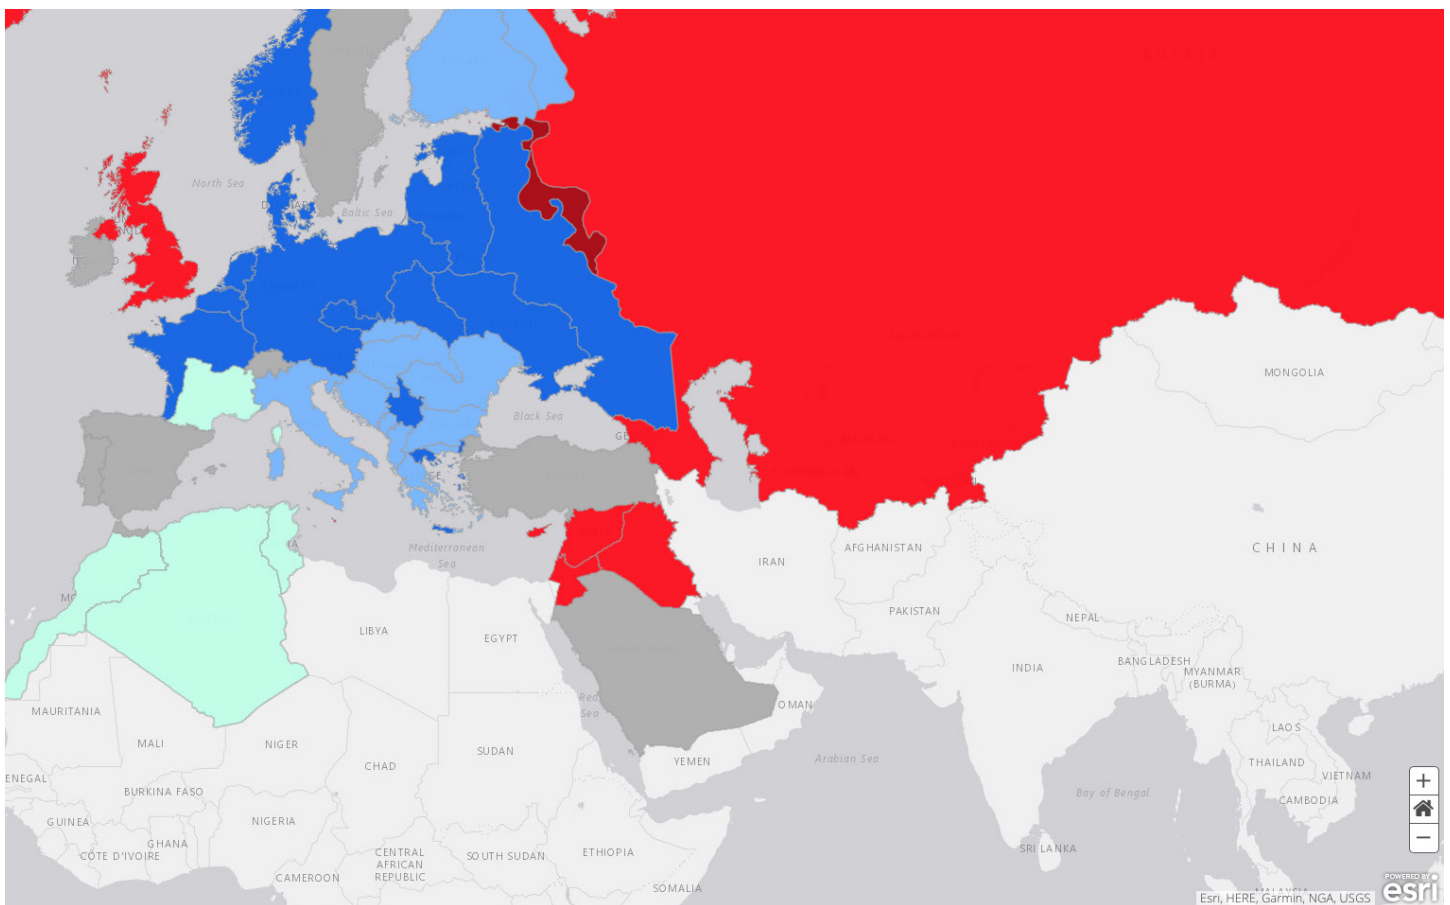 North Sea
Baltic Sea
Black Sea
MONGOLIA
CHINA
IRAN
AFGHANISTAN
Mediterranean
Sea
PAKISTAN
NEPAL
LIBYA
EGYPT
INDIA
BANGLADESH
MYANMAR
(BURMA)
Red
Sea
OMAN
MAURITANIA
LAOS
MALI
NIGER
SUDAN
YEMEN
Arabian Sea
THAILAND
CHAD
VIETNAM
ENEGAL
BURKINA FASO
Bay of Bengal
CAMBODIA
GUINEA
NIGERIA
GHANA
CÔTE D'IVOIRE
CENTRAL
AFRICAN
REPUBLIC
SOUTH SUDAN
ETHIOPIA
SRI LANKA
CAMEROON
SOMALIA
+
−
POWERED BY
esri
Esri, HERE, Garmin, NGA, USGS